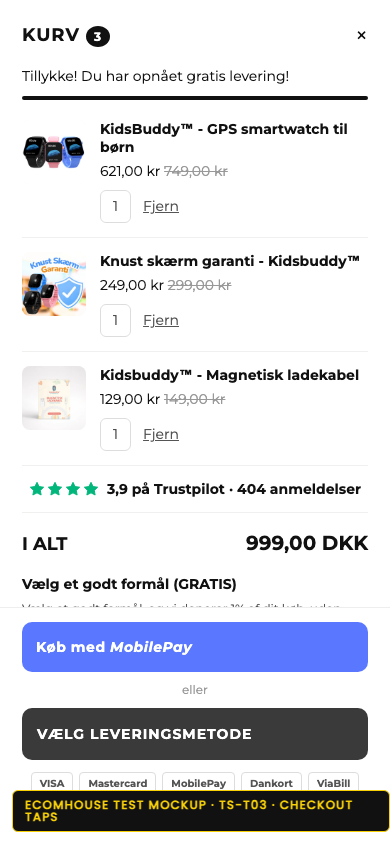 KURV 3 ×
Tillykke! Du har opnået gratis levering!
KidsBuddy™ - GPS smartwatch til
børn
621,00 kr 749,00 kr
1 Fjern
Knust Skærm
Garanti
Knust skærm garanti - Kidsbuddy™
249,00 kr 299,00 kr
1 Fjern
Kidsbuddy™ - Magnetisk ladekabel
129,00 kr 149,00 kr
1 Fjern
3,9 på Trustpilot · 404 anmeldelser
I ALT 999,00 DKK
Vælg et godt formål (GRATIS)
Køb med MobilePay
eller
VÆLG LEVERINGSMETODE
VISA Mastercard MobilePay Dankort ViaBill
ECOMHOUSE TEST MOCKUP · TS-T03 · CHECKOUT
TAPS